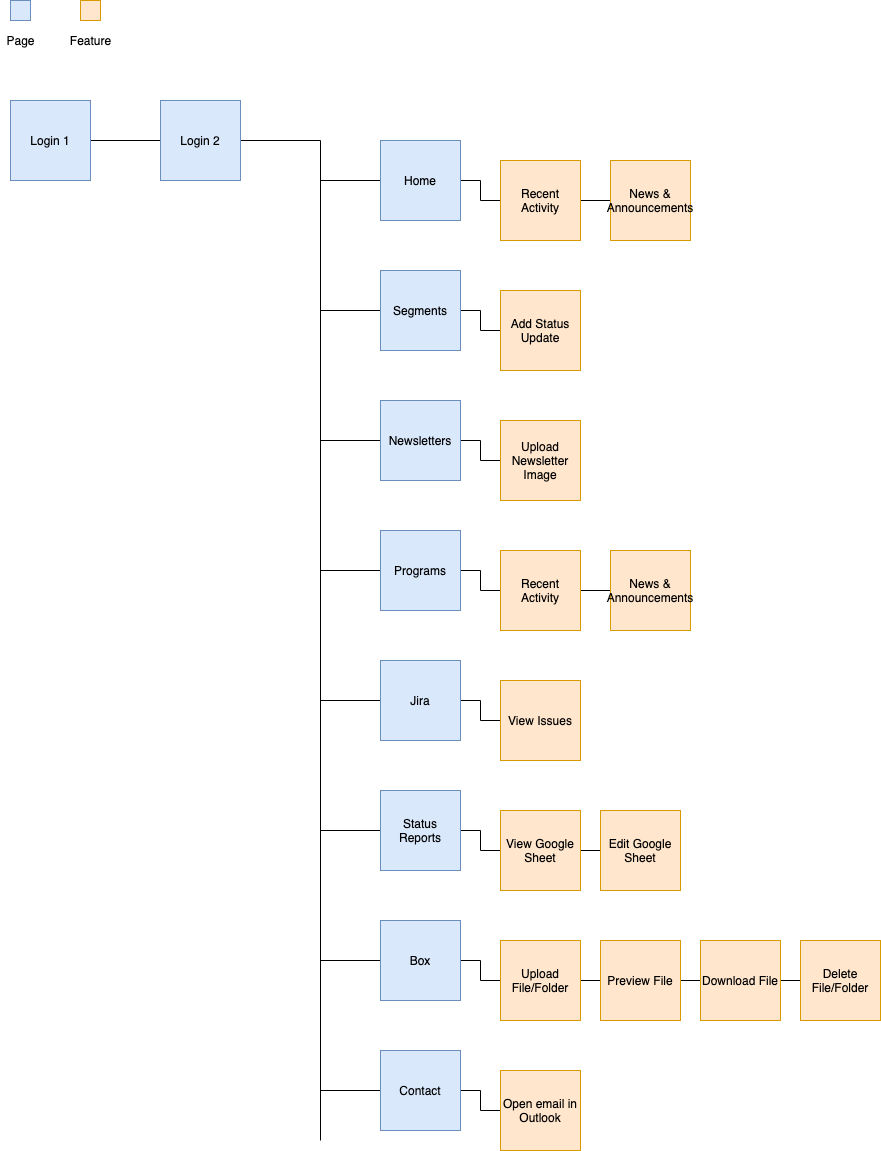 Page
Feature
Login 1
Login 2
Home
Recent
Activity
News &
Announcements
Segments
Add Status
Update
Newsletters
Upload
Newsletter
Image
Programs
Recent
Activity
News &
Announcements
Jira
View Issues
Status
Reports
View Google
Sheet
Edit Google
Sheet
Box
Upload
File/Folder
Preview File
Download File
Delete
File/Folder
Contact
Open email in
Outlook